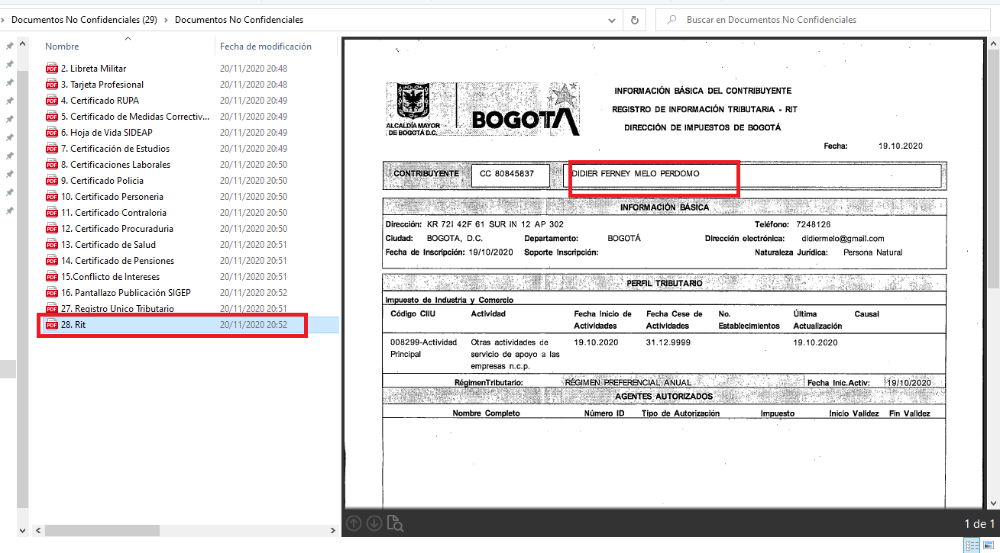 Documentos No Confidenciales (29) > Documentos No Confidenciales
Buscar en Documentos No Confidenciales
Nombre Fecha de modificación
2. Libreta Militar 20/11/2020 20:48
3. Tarjeta Profesional 20/11/2020 20:48
4. Certificado RUPA 20/11/2020 20:49
5. Certificado de Medidas Correctiv... 20/11/2020 20:49
6. Hoja de Vida SIDEAP 20/11/2020 20:49
7. Certificación de Estudios 20/11/2020 20:49
8. Certificaciones Laborales 20/11/2020 20:50
9. Certificado Policia 20/11/2020 20:50
10. Certificado Personeria 20/11/2020 20:50
11. Certificado Contraloria 20/11/2020 20:50
12. Certificado Procuraduria 20/11/2020 20:50
13. Certificado de Salud 20/11/2020 20:51
14. Certificado de Pensiones 20/11/2020 20:51
15.Conflicto de Intereses 20/11/2020 20:51
16. Pantallazo Publicación SIGEP 20/11/2020 20:52
27. Registro Unico Tributario 20/11/2020 20:51
28. Rit 20/11/2020 20:52
ALCALDÍA MAYOR
DE BOGOTÁ D.C.
BOGOTÁ
INFORMACIÓN BÁSICA DEL CONTRIBUYENTE
REGISTRO DE INFORMACIÓN TRIBUTARIA - RIT
DIRECCIÓN DE IMPUESTOS DE BOGOTÁ
Fecha: 19.10.2020
CONTRIBUYENTE CC 80845837 DIDIER FERNEY MELO PERDOMO
INFORMACIÓN BÁSICA
Dirección: KR 72I 42F 61 SUR IN 12 AP 302 Teléfono: 7248126
Ciudad: BOGOTA, D.C. Departamento: BOGOTÁ Dirección electrónica: didiermelo@gmail.com
Fecha de Inscripción: 19/10/2020 Soporte Inscripción: Naturaleza Jurídica: Persona Natural
PERFIL TRIBUTARIO
Impuesto de Industria y Comercio
Código CIIU Actividad Fecha Inicio de Fecha Cese de No. Última Causal
Actividades Actividades Establecimientos Actualización
008299-Actividad Otras actividades de 19.10.2020 31.12.9999 19.10.2020
Principal servicio de apoyo a las
empresas n.c.p.
RégimenTributario: RÉGIMEN PREFERENCIAL ANUAL Fecha Inic.Activ: 19/10/2020
AGENTES AUTORIZADOS
Nombre Completo Número ID Tipo de Autorización Impuesto Inicio Validez Fin Validez
1 de 1